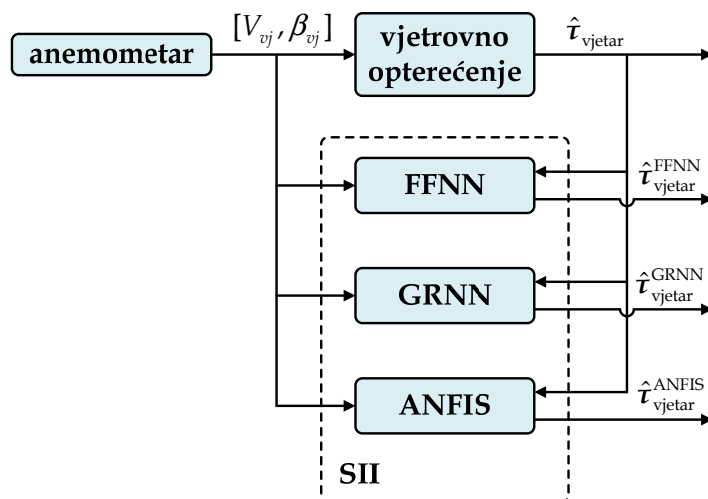 anemometar
[V_vj, β_vj]
vjetrovno
opterećenje
τ̂_vjetar
FFNN
τ̂_vjetar^FFNN
GRNN
τ̂_vjetar^GRNN
ANFIS
τ̂_vjetar^ANFIS
SII